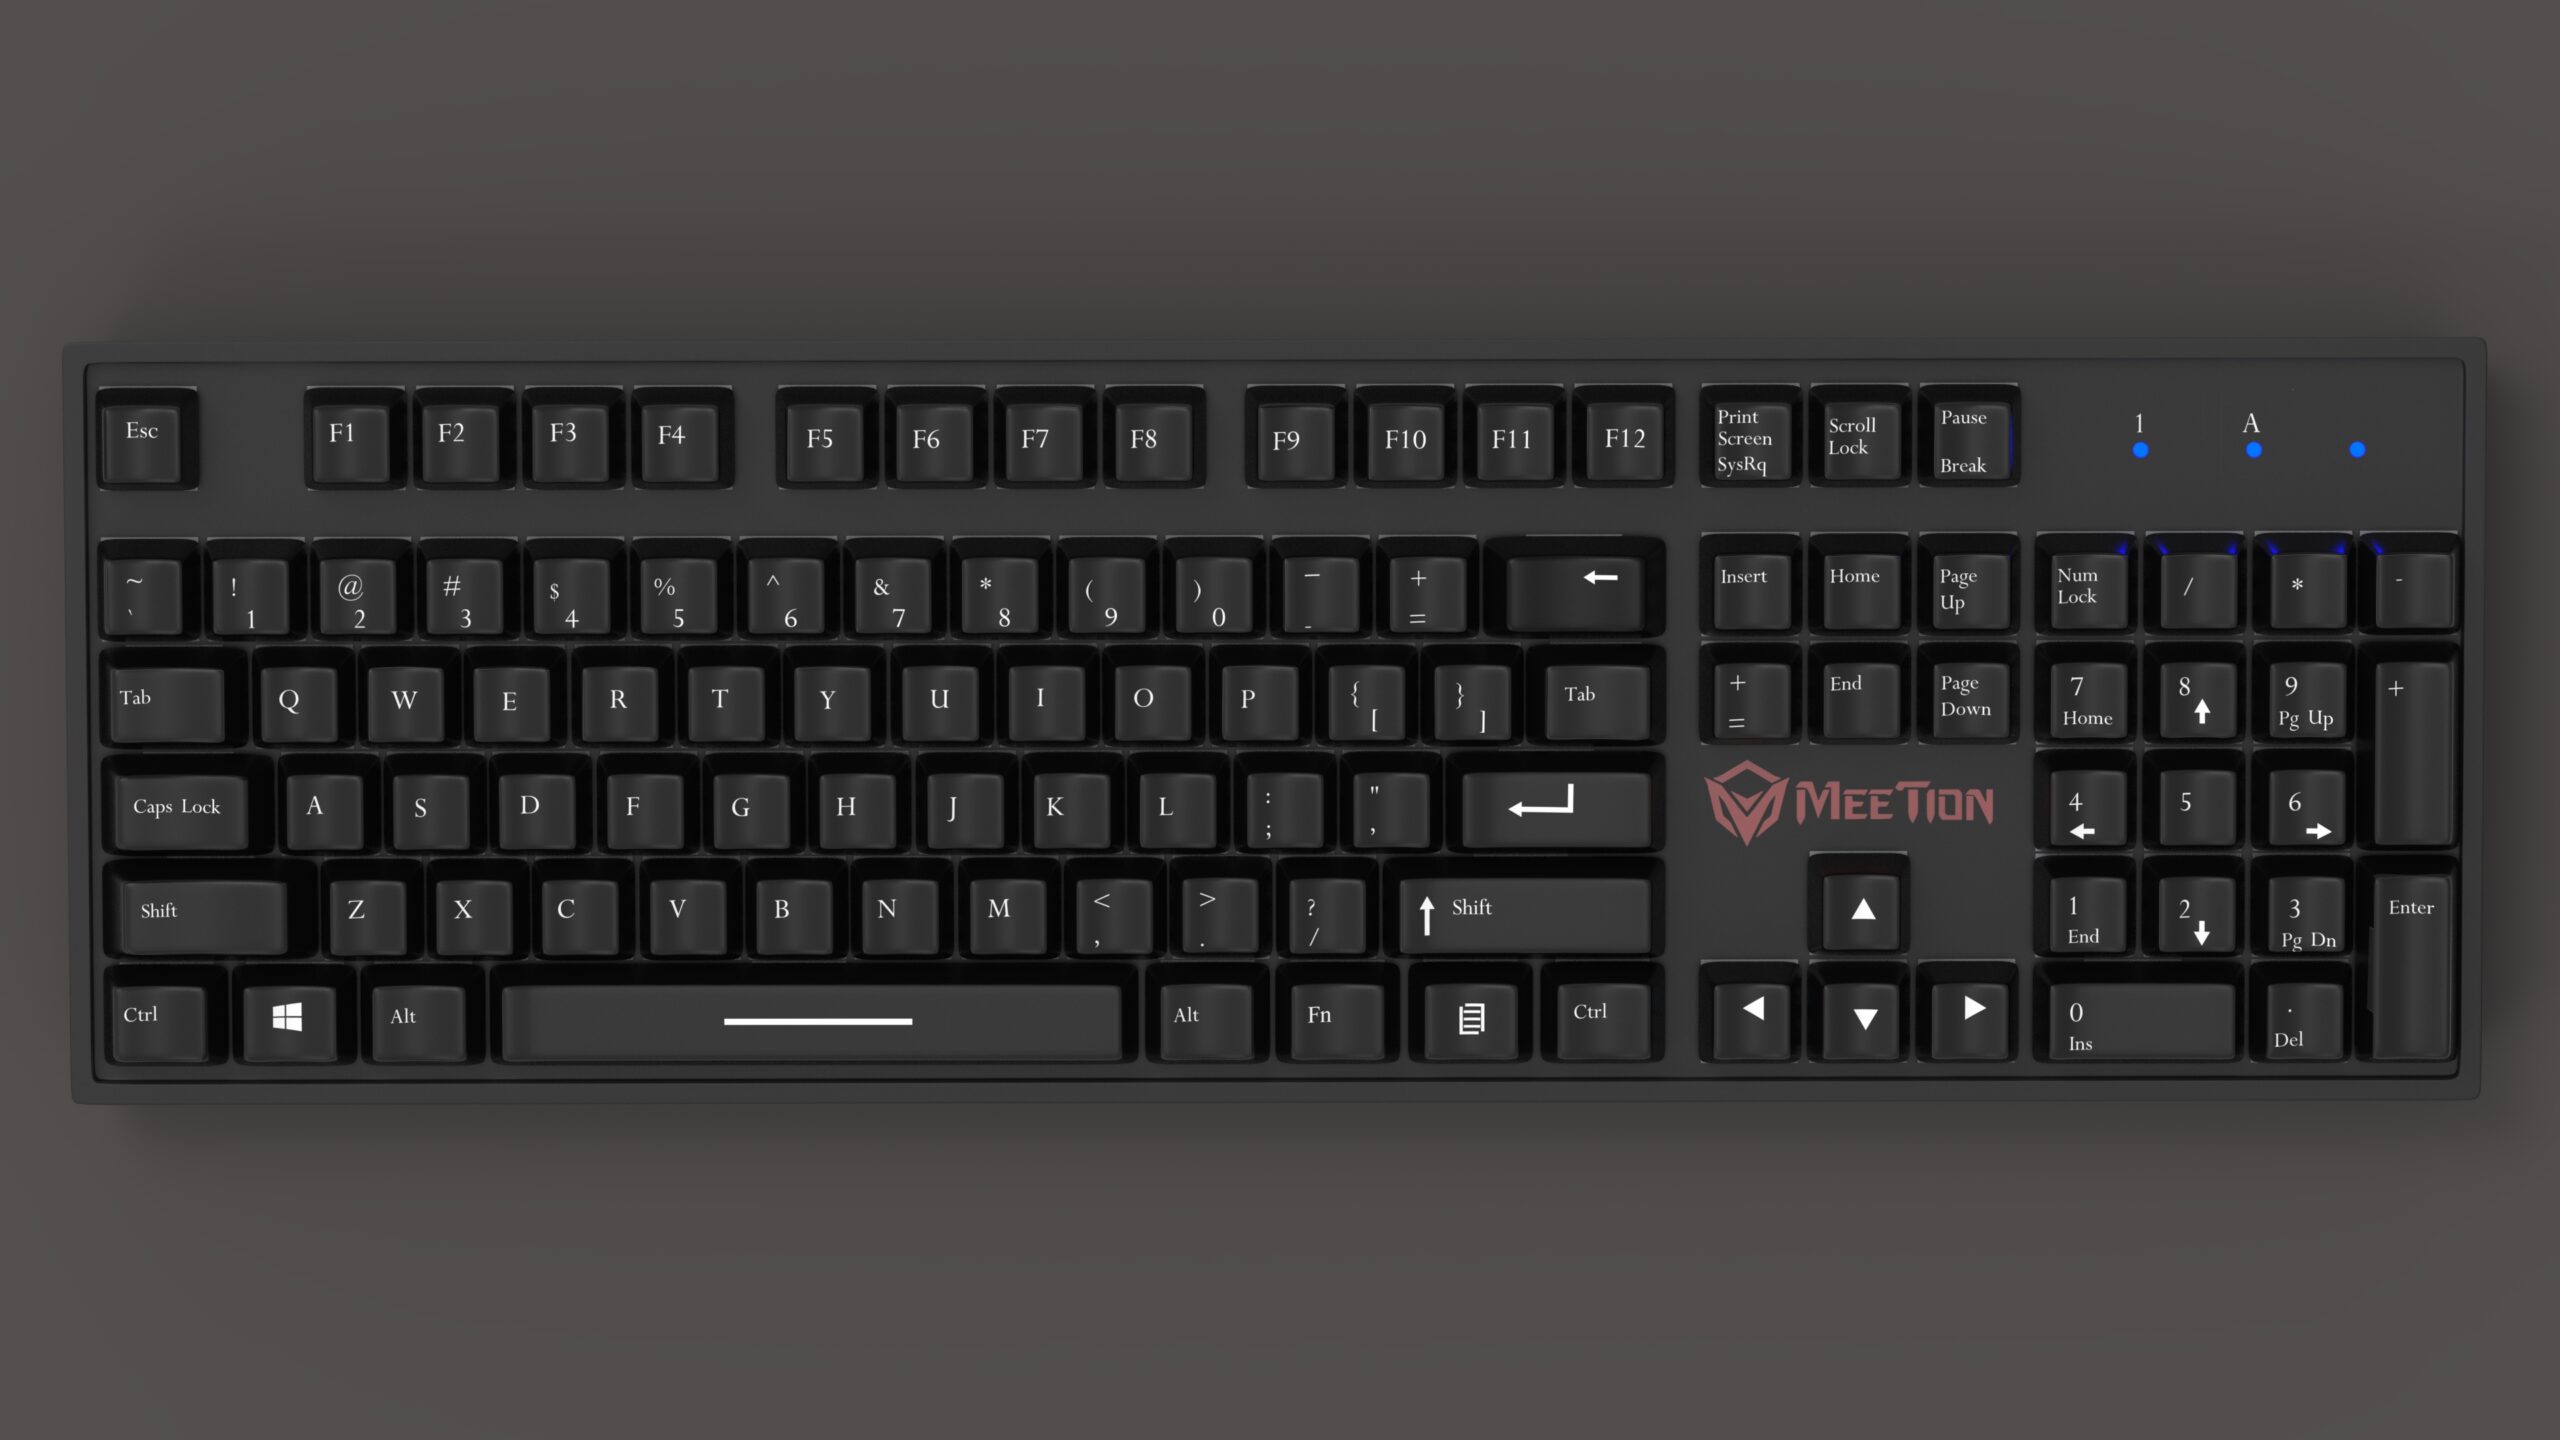 Esc F1 F2 F3 F4 F5 F6 F7 F8 F9 F10 F11 F12 Print Scroll Pause 1 A
Screen Lock
SysRq Break
~ ! @ # $ % ^ & * ( ) — + Insert Home Page Num / * -
` 1 2 3 4 5 6 7 8 9 0 - = Up Lock
Tab Q W E R T Y U I O P { } Tab + End Page 7 8 9 +
[ ] = Down Home Pg Up
Caps Lock A S D F G H J K L : " MEETION 4 5 6
; ,
Shift Z X C V B N M < > ? Shift 1 2 3 Enter
, . / End Pg Dn
Ctrl Alt Alt Fn Ctrl 0 .
Ins Del